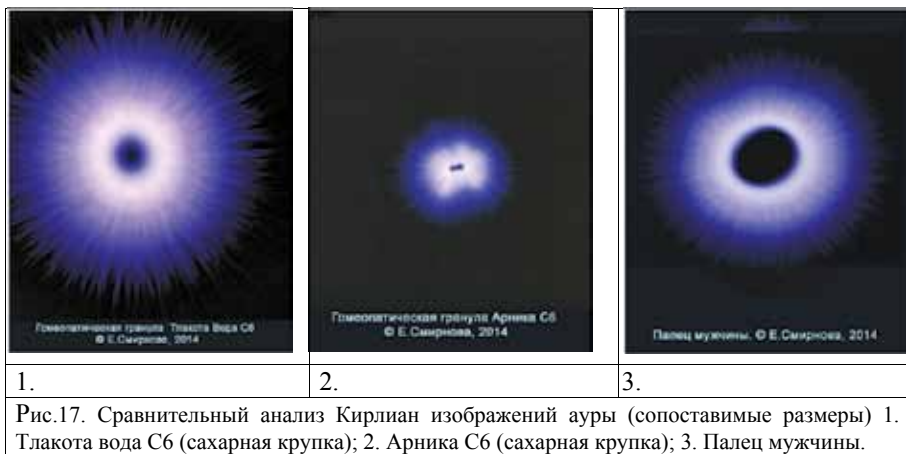 Гомеопатическая гранула Тлакота Вода С6
© Е.Смирнова, 2014
Гомеопатическая гранула Арника С6
© Е.Смирнова, 2014
Палец мужчины. © Е.Смирнова, 2014
1. 2. 3.
Рис.17. Сравнительный анализ Кирлиан изображений ауры (сопоставимые размеры) 1.
Тлакота вода С6 (сахарная крупка); 2. Арника С6 (сахарная крупка); 3. Палец мужчины.